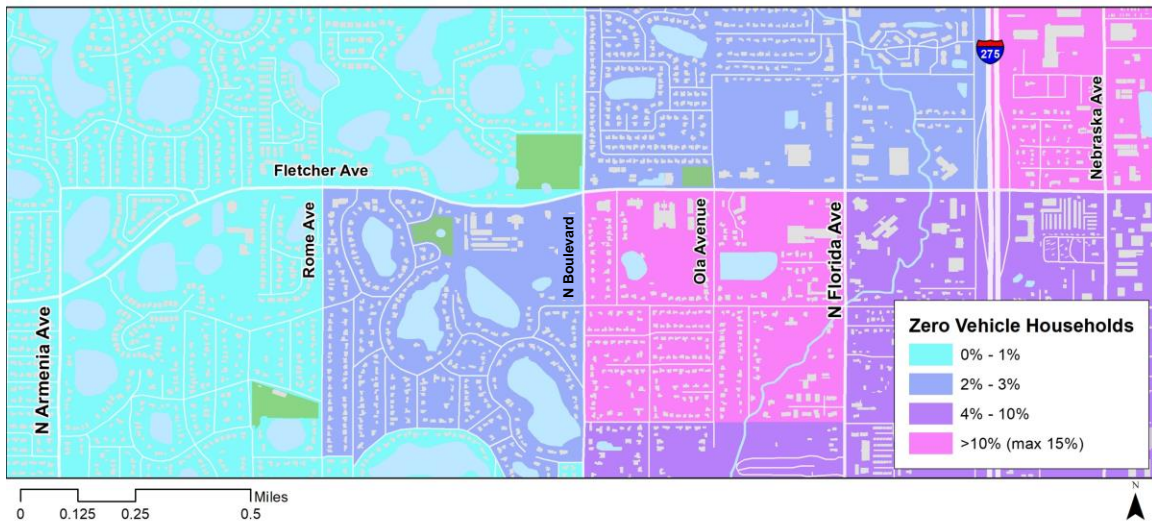 275
Nebraska Ave
Fletcher Ave
Rome Ave
N Boulevard
Ola Avenue
N Florida Ave
N Armenia Ave
Zero Vehicle Households
0% - 1%
2% - 3%
4% - 10%
>10% (max 15%)
Miles
0 0.125 0.25 0.5
N